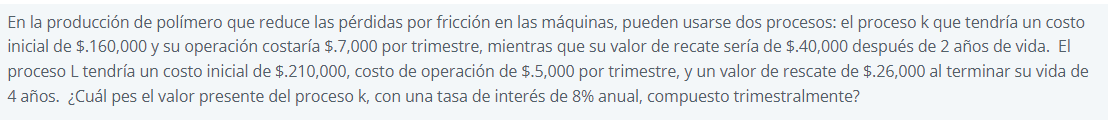 En la producción de polímero que reduce las pérdidas por fricción en las máquinas, pueden usarse dos procesos: el proceso k que tendría un costo
inicial de $.160,000 y su operación costaría $.7,000 por trimestre, mientras que su valor de recate sería de $.40,000 después de 2 años de vida.  El
proceso L tendría un costo inicial de $.210,000, costo de operación de $.5,000 por trimestre, y un valor de rescate de $.26,000 al terminar su vida de
4 años.  ¿Cuál pes el valor presente del proceso k, con una tasa de interés de 8% anual, compuesto trimestralmente?